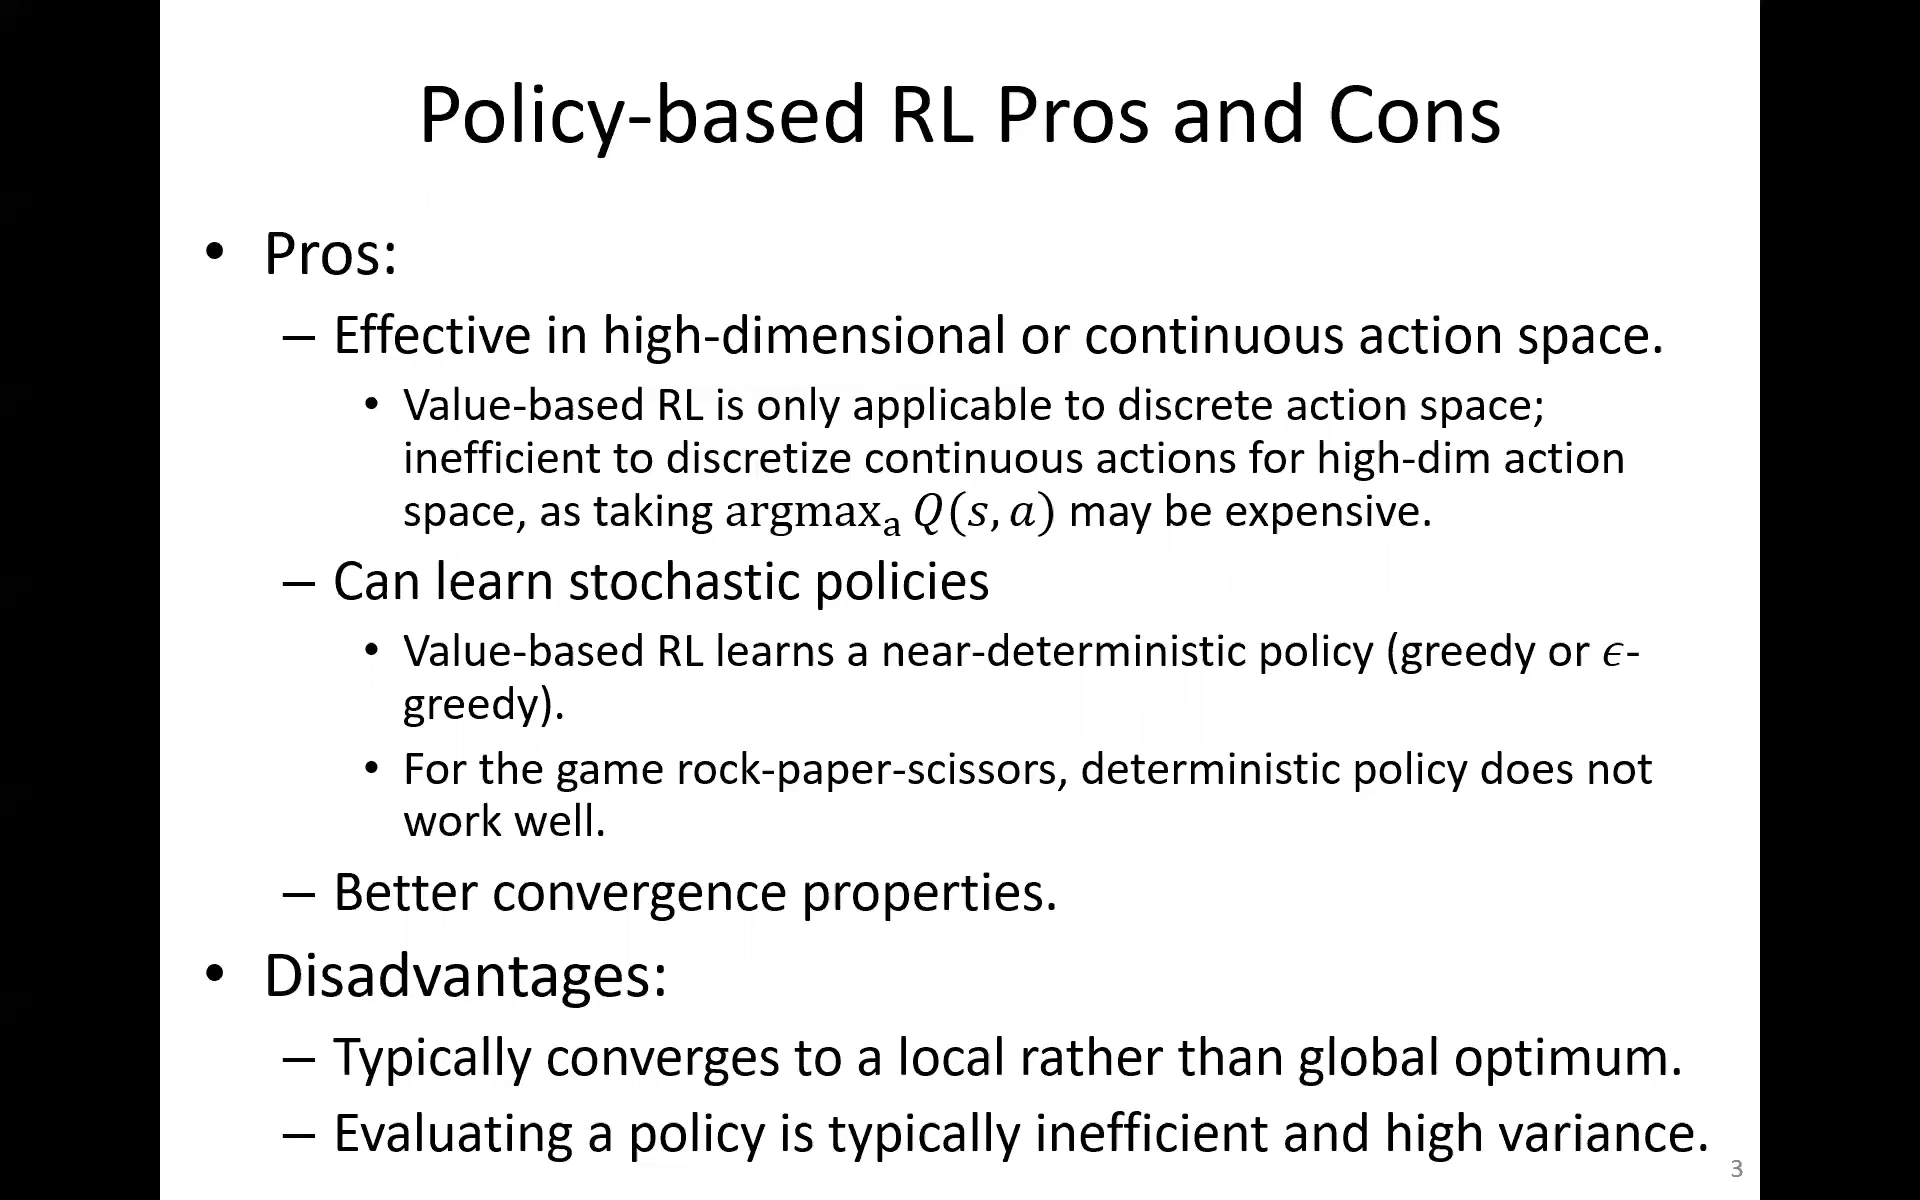 Policy-based RL Pros and Cons
• Pros:
– Effective in high-dimensional or continuous action space.
• Value-based RL is only applicable to discrete action space;
inefficient to discretize continuous actions for high-dim action
space, as taking argmaxₐ Q(s, a) may be expensive.
– Can learn stochastic policies
• Value-based RL learns a near-deterministic policy (greedy or ϵ-
greedy).
• For the game rock-paper-scissors, deterministic policy does not
work well.
– Better convergence properties.
• Disadvantages:
– Typically converges to a local rather than global optimum.
– Evaluating a policy is typically inefficient and high variance.
3